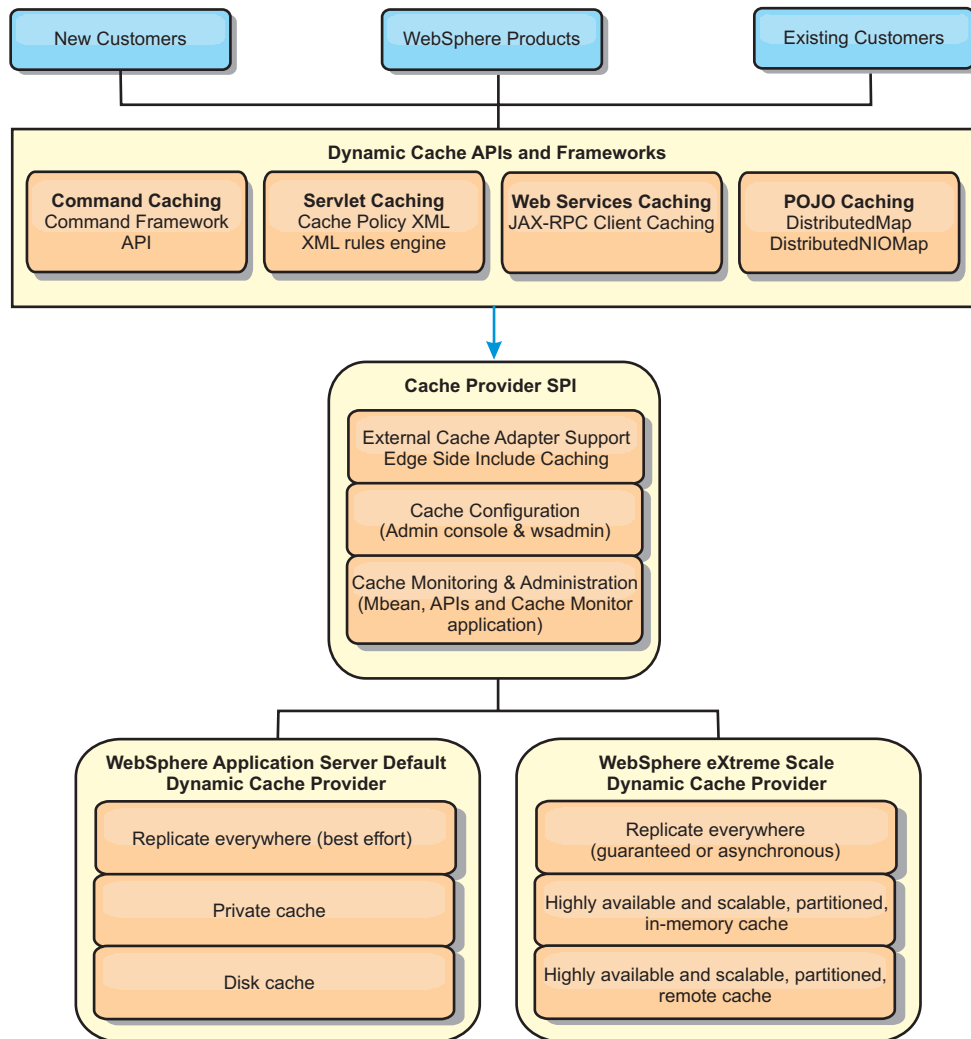 New Customers
WebSphere Products
Existing Customers
Dynamic Cache APIs and Frameworks
Command Caching
Command Framework
API
Servlet Caching
Cache Policy XML
XML rules engine
Web Services Caching
JAX-RPC Client Caching
POJO Caching
DistributedMap
DistributedNIOMap
Cache Provider SPI
External Cache Adapter Support
Edge Side Include Caching
Cache Configuration
(Admin console & wsadmin)
Cache Monitoring & Administration
(Mbean, APIs and Cache Monitor
application)
WebSphere Application Server Default
Dynamic Cache Provider
Replicate everywhere (best effort)
Private cache
Disk cache
WebSphere eXtreme Scale
Dynamic Cache Provider
Replicate everywhere
(guaranteed or asynchronous)
Highly available and scalable, partitioned,
in-memory cache
Highly available and scalable, partitioned,
remote cache